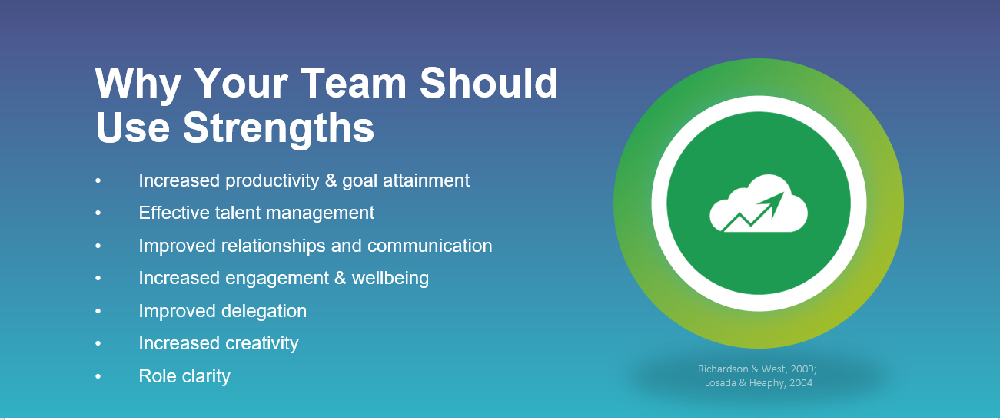 Why Your Team Should
Use Strengths
• Increased productivity & goal attainment
• Effective talent management
• Improved relationships and communication
• Increased engagement & wellbeing
• Improved delegation
• Increased creativity
• Role clarity
Richardson & West, 2009;
Losada & Heaphy, 2004